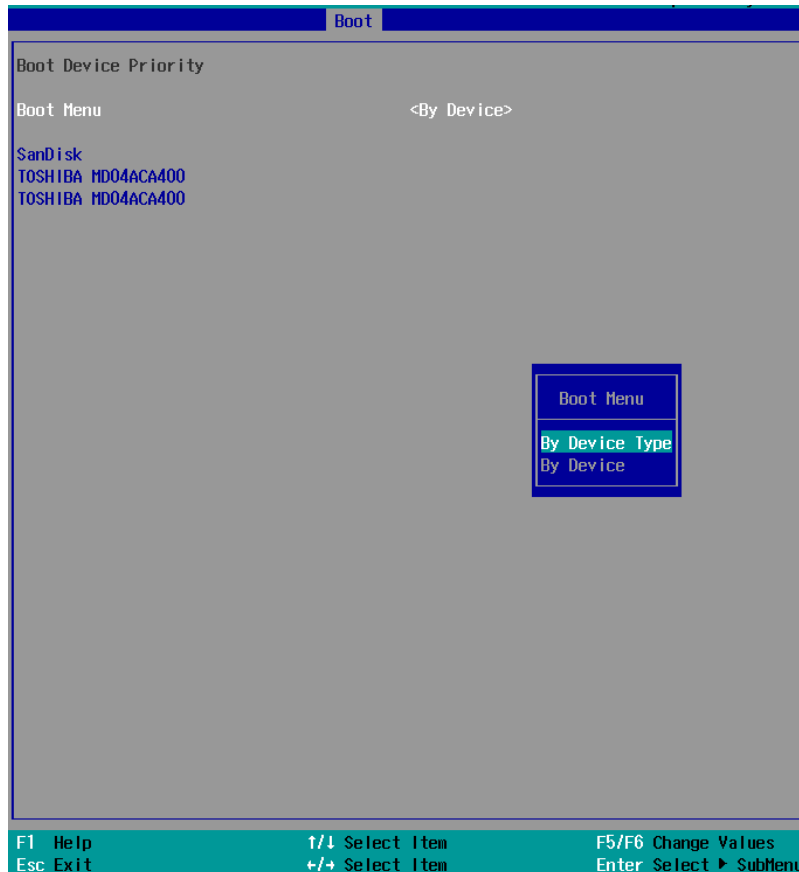 Boot
Boot Device Priority
Boot Menu <By Device>
SanDisk
TOSHIBA MD04ACA400
TOSHIBA MD04ACA400
Boot Menu
By Device Type
By Device
F1 Help ↑/↓ Select Item F5/F6 Change Values
Esc Exit ←/→ Select Item Enter Select ▶ SubMenu